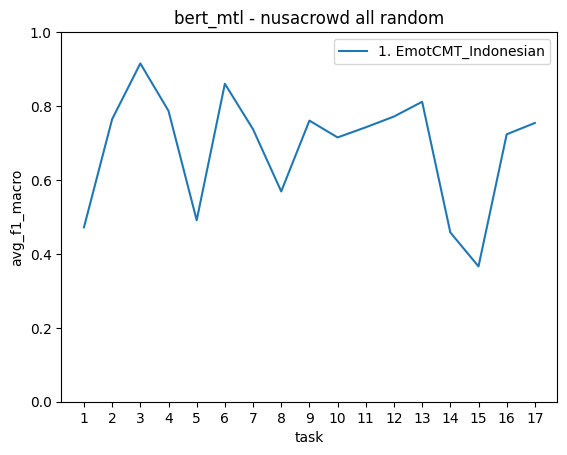 bert_mtl - nusacrowd all random
1. EmotCMT_Indonesian
avg_f1_macro
1.0
0.8
0.6
0.4
0.2
0.0
1 2 3 4 5 6 7 8 9 10 11 12 13 14 15 16 17
task